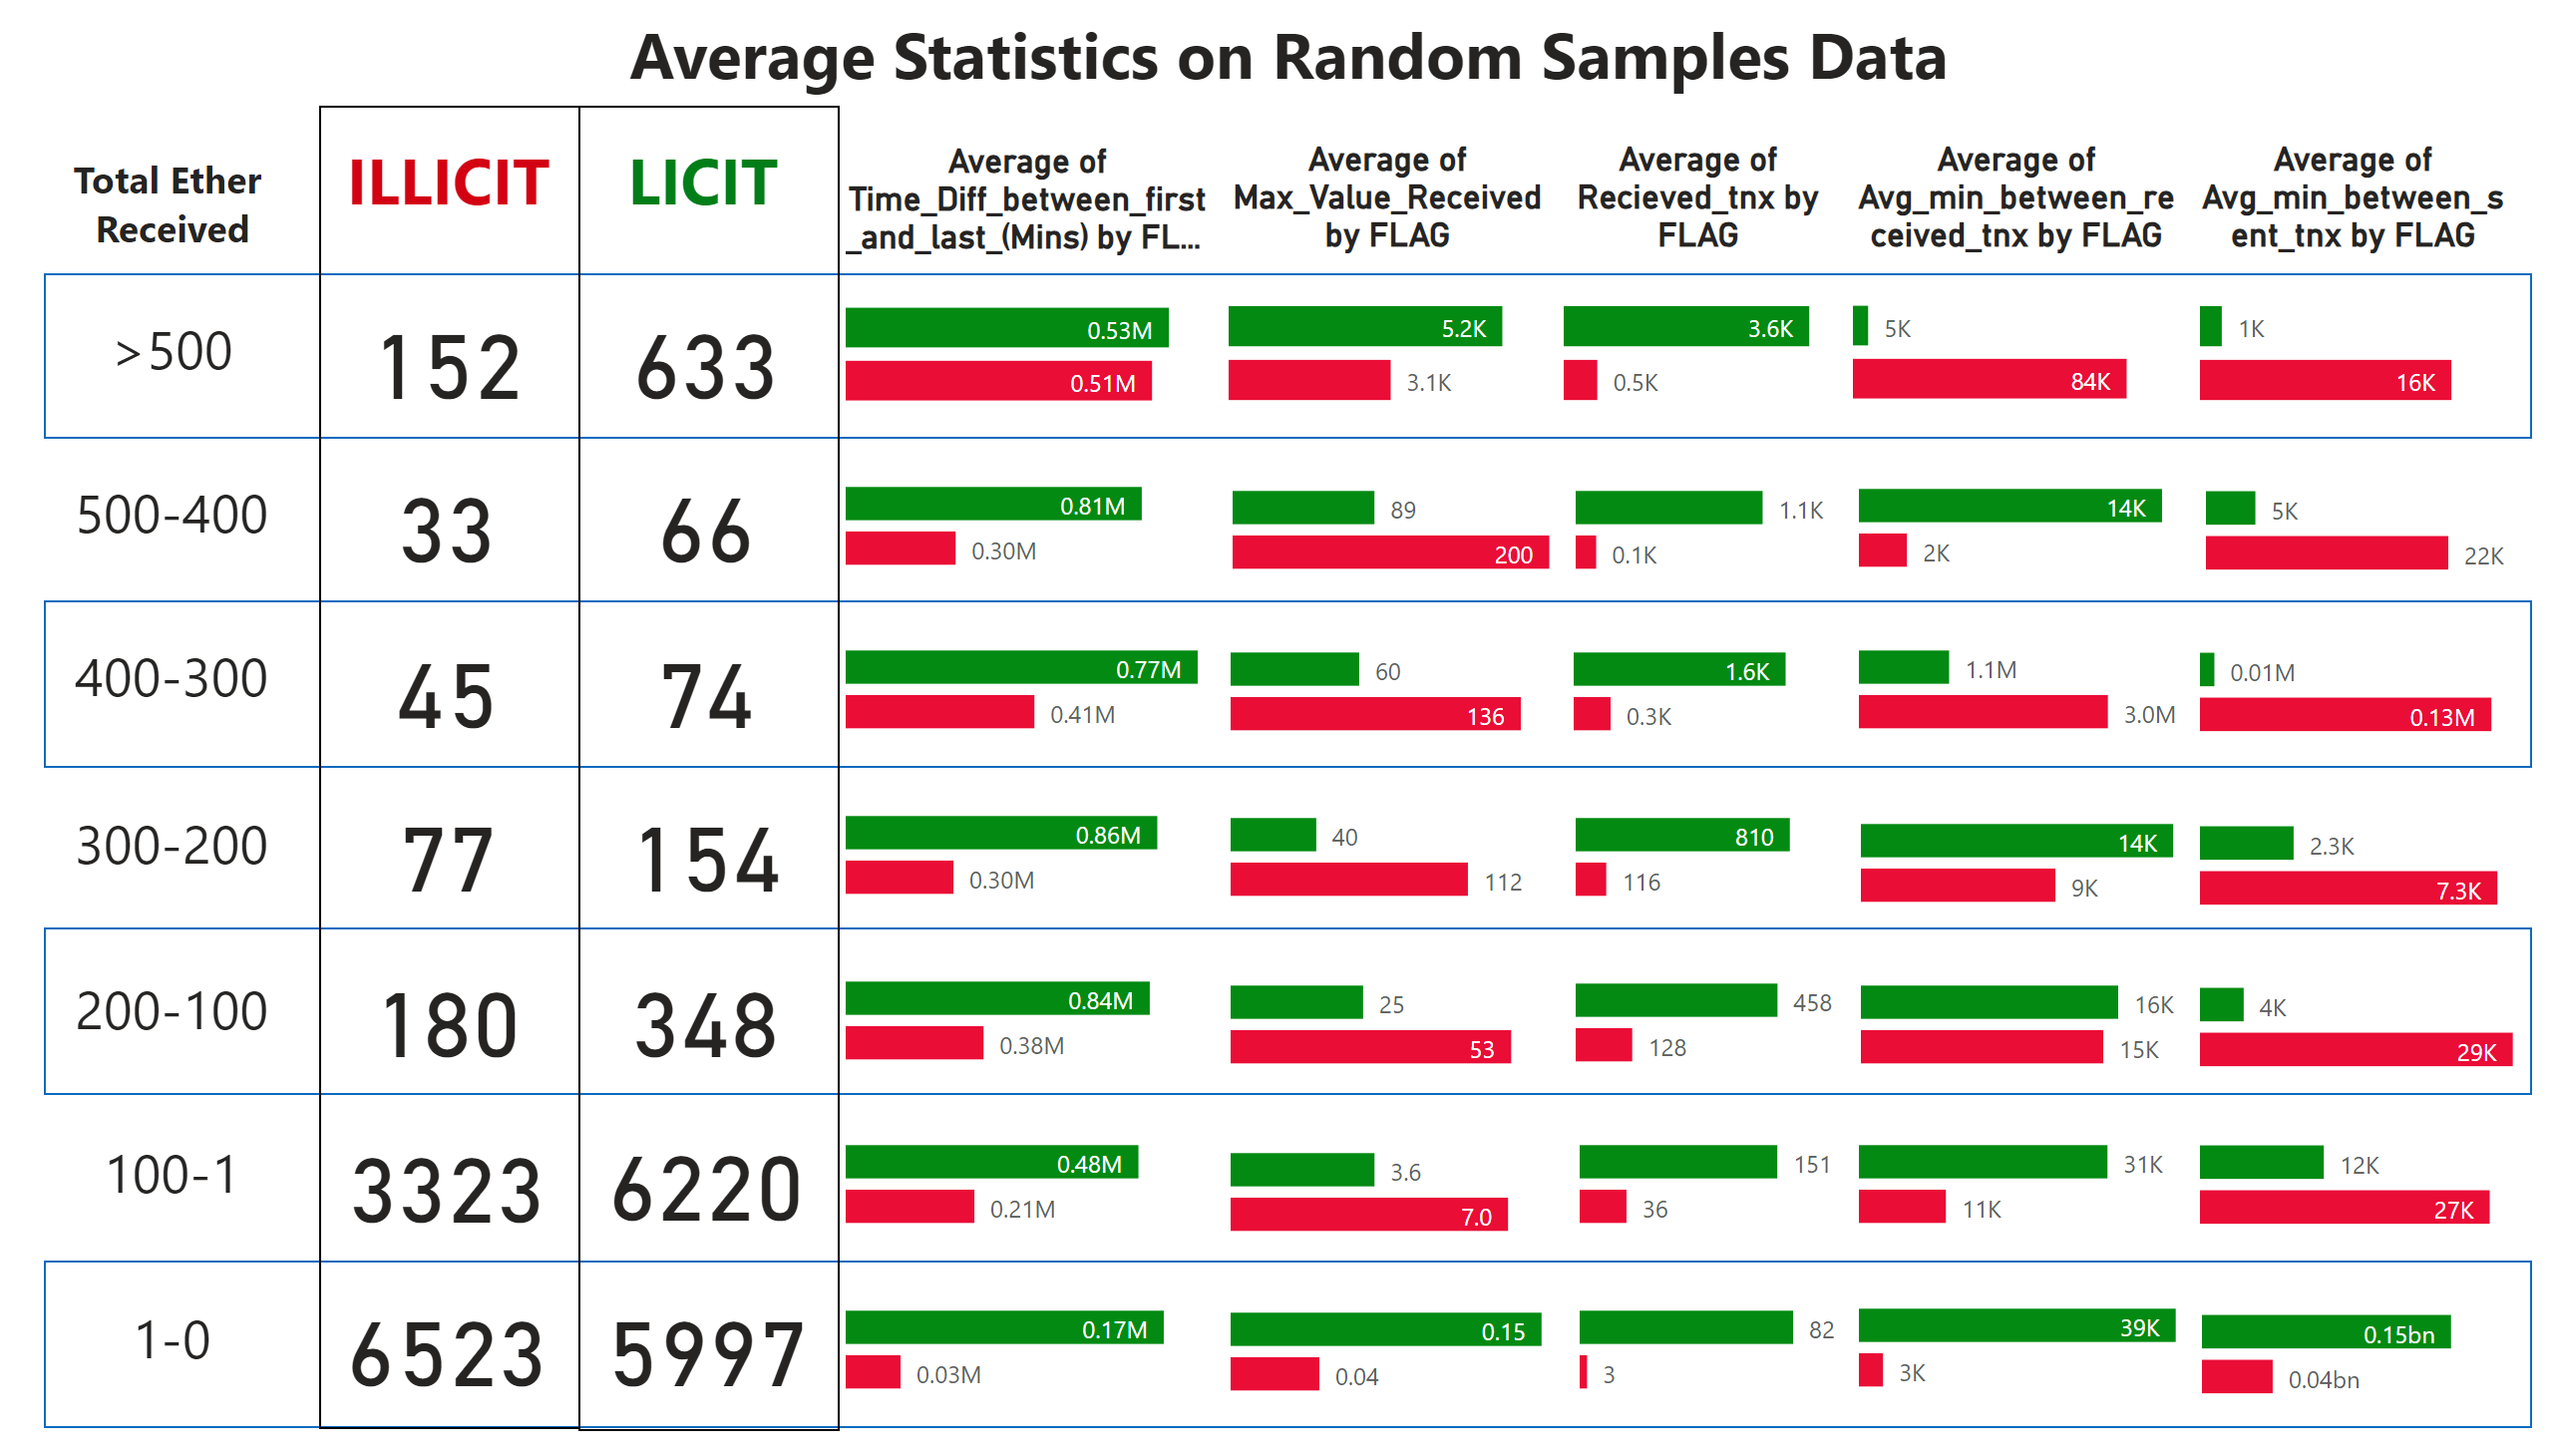 Average Statistics on Random Samples Data
Total Ether
Received
ILLICIT
LICIT
Average of
Time_Diff_between_first
_and_last_(Mins) by FL...
Average of
Max_Value_Received
by FLAG
Average of
Recieved_tnx by
FLAG
Average of
Avg_min_between_re
ceived_tnx by FLAG
Average of
Avg_min_between_s
ent_tnx by FLAG
>500
152
633
0.53M
0.51M
5.2K
3.1K
3.6K
0.5K
5K
84K
1K
16K
500-400
33
66
0.81M
0.30M
89
200
1.1K
0.1K
14K
2K
5K
22K
400-300
45
74
0.77M
0.41M
60
136
1.6K
0.3K
1.1M
3.0M
0.01M
0.13M
300-200
77
154
0.86M
0.30M
40
112
810
116
14K
9K
2.3K
7.3K
200-100
180
348
0.84M
0.38M
25
53
458
128
16K
15K
4K
29K
100-1
3323
6220
0.48M
0.21M
3.6
7.0
151
36
31K
11K
12K
27K
1-0
6523
5997
0.17M
0.03M
0.15
0.04
82
3
39K
3K
0.15bn
0.04bn